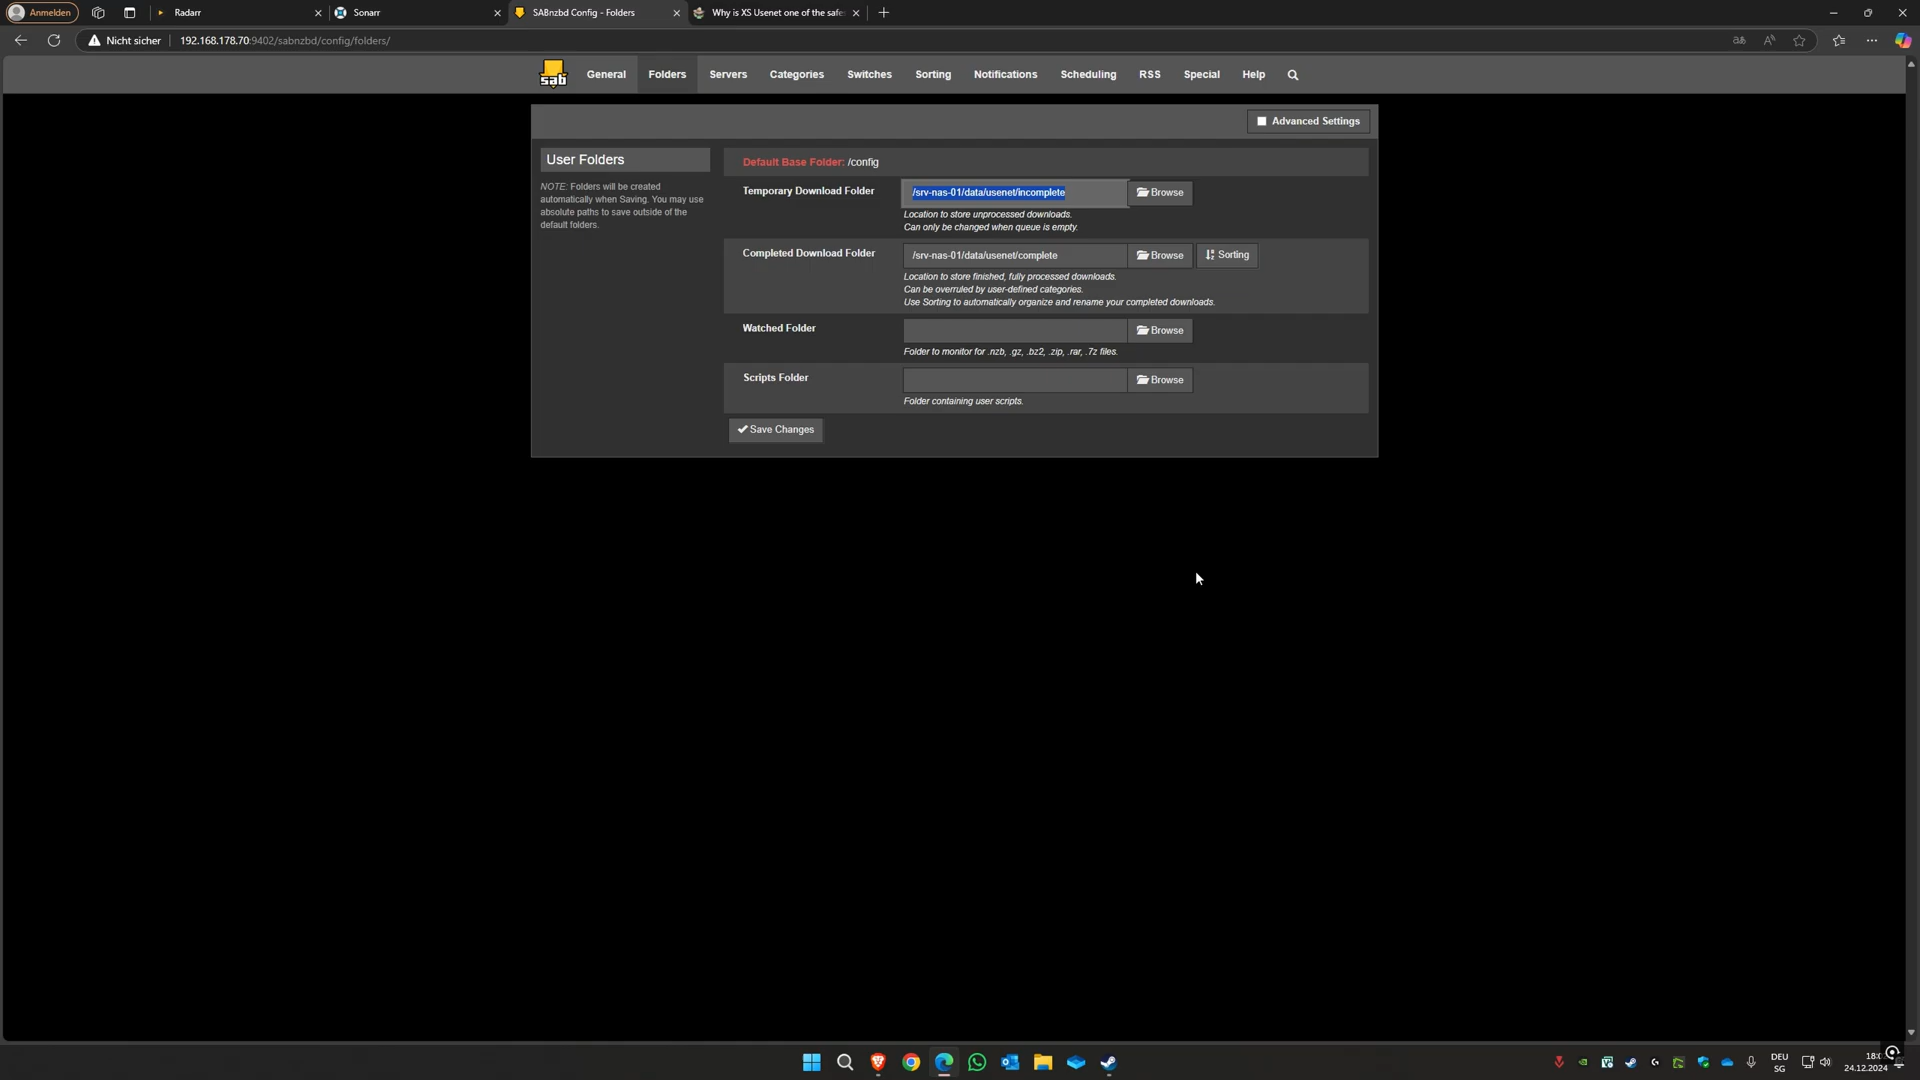 Anmelden
Radarr
Sonarr
SABnzbd Config - Folders
Why is XS Usenet one of the safe
Nicht sicher
192.168.178.70:9402/sabnzbd/config/folders/
sab
General
Folders
Servers
Categories
Switches
Sorting
Notifications
Scheduling
RSS
Special
Help
Advanced Settings
User Folders
NOTE: Folders will be created
automatically when Saving. You may use
absolute paths to save outside of the
default folders.
Default Base Folder: /config
Temporary Download Folder
/srv-nas-01/data/usenet/incomplete
Browse
Location to store unprocessed downloads.
Can only be changed when queue is empty.
Completed Download Folder
/srv-nas-01/data/usenet/complete
Browse
Sorting
Location to store finished, fully processed downloads.
Can be overruled by user-defined categories.
Use Sorting to automatically organize and rename your completed downloads.
Watched Folder
Browse
Folder to monitor for .nzb, .gz, .bz2, .zip, .rar, .7z files.
Scripts Folder
Browse
Folder containing user scripts.
Save Changes
DEU
SG
24.12.2024